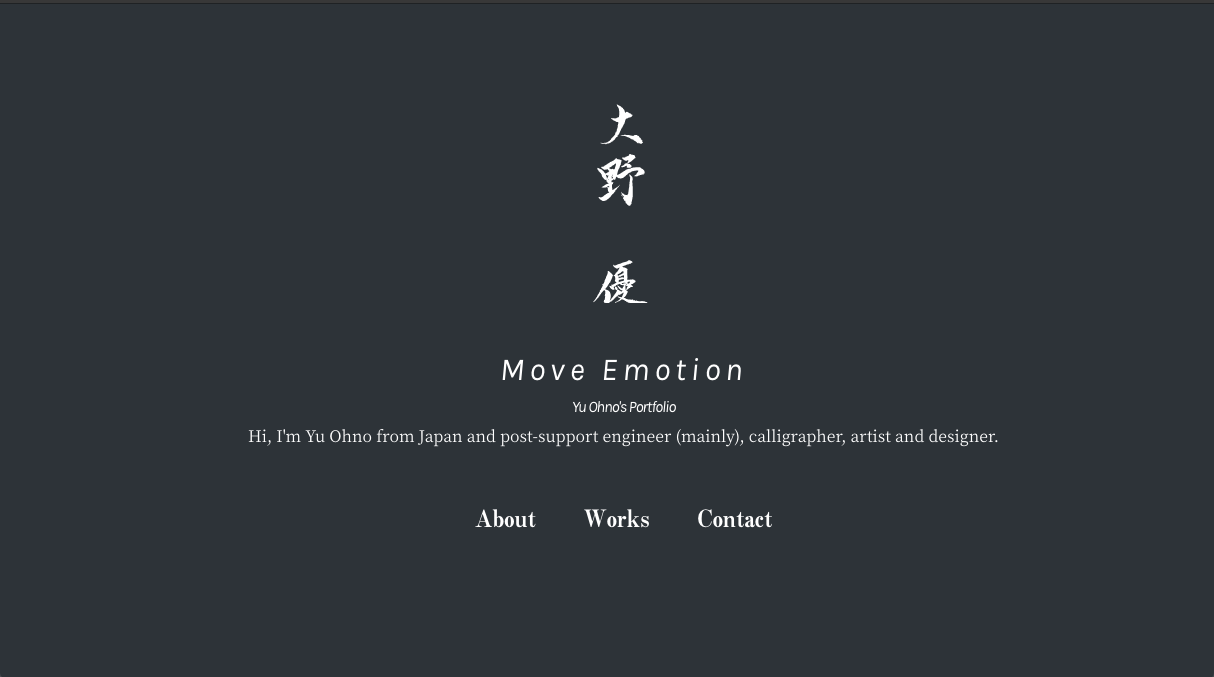 大野 優
Move Emotion
Yu Ohno's Portfolio
Hi, I'm Yu Ohno from Japan and post-support engineer (mainly), calligrapher, artist and designer.
About Works Contact